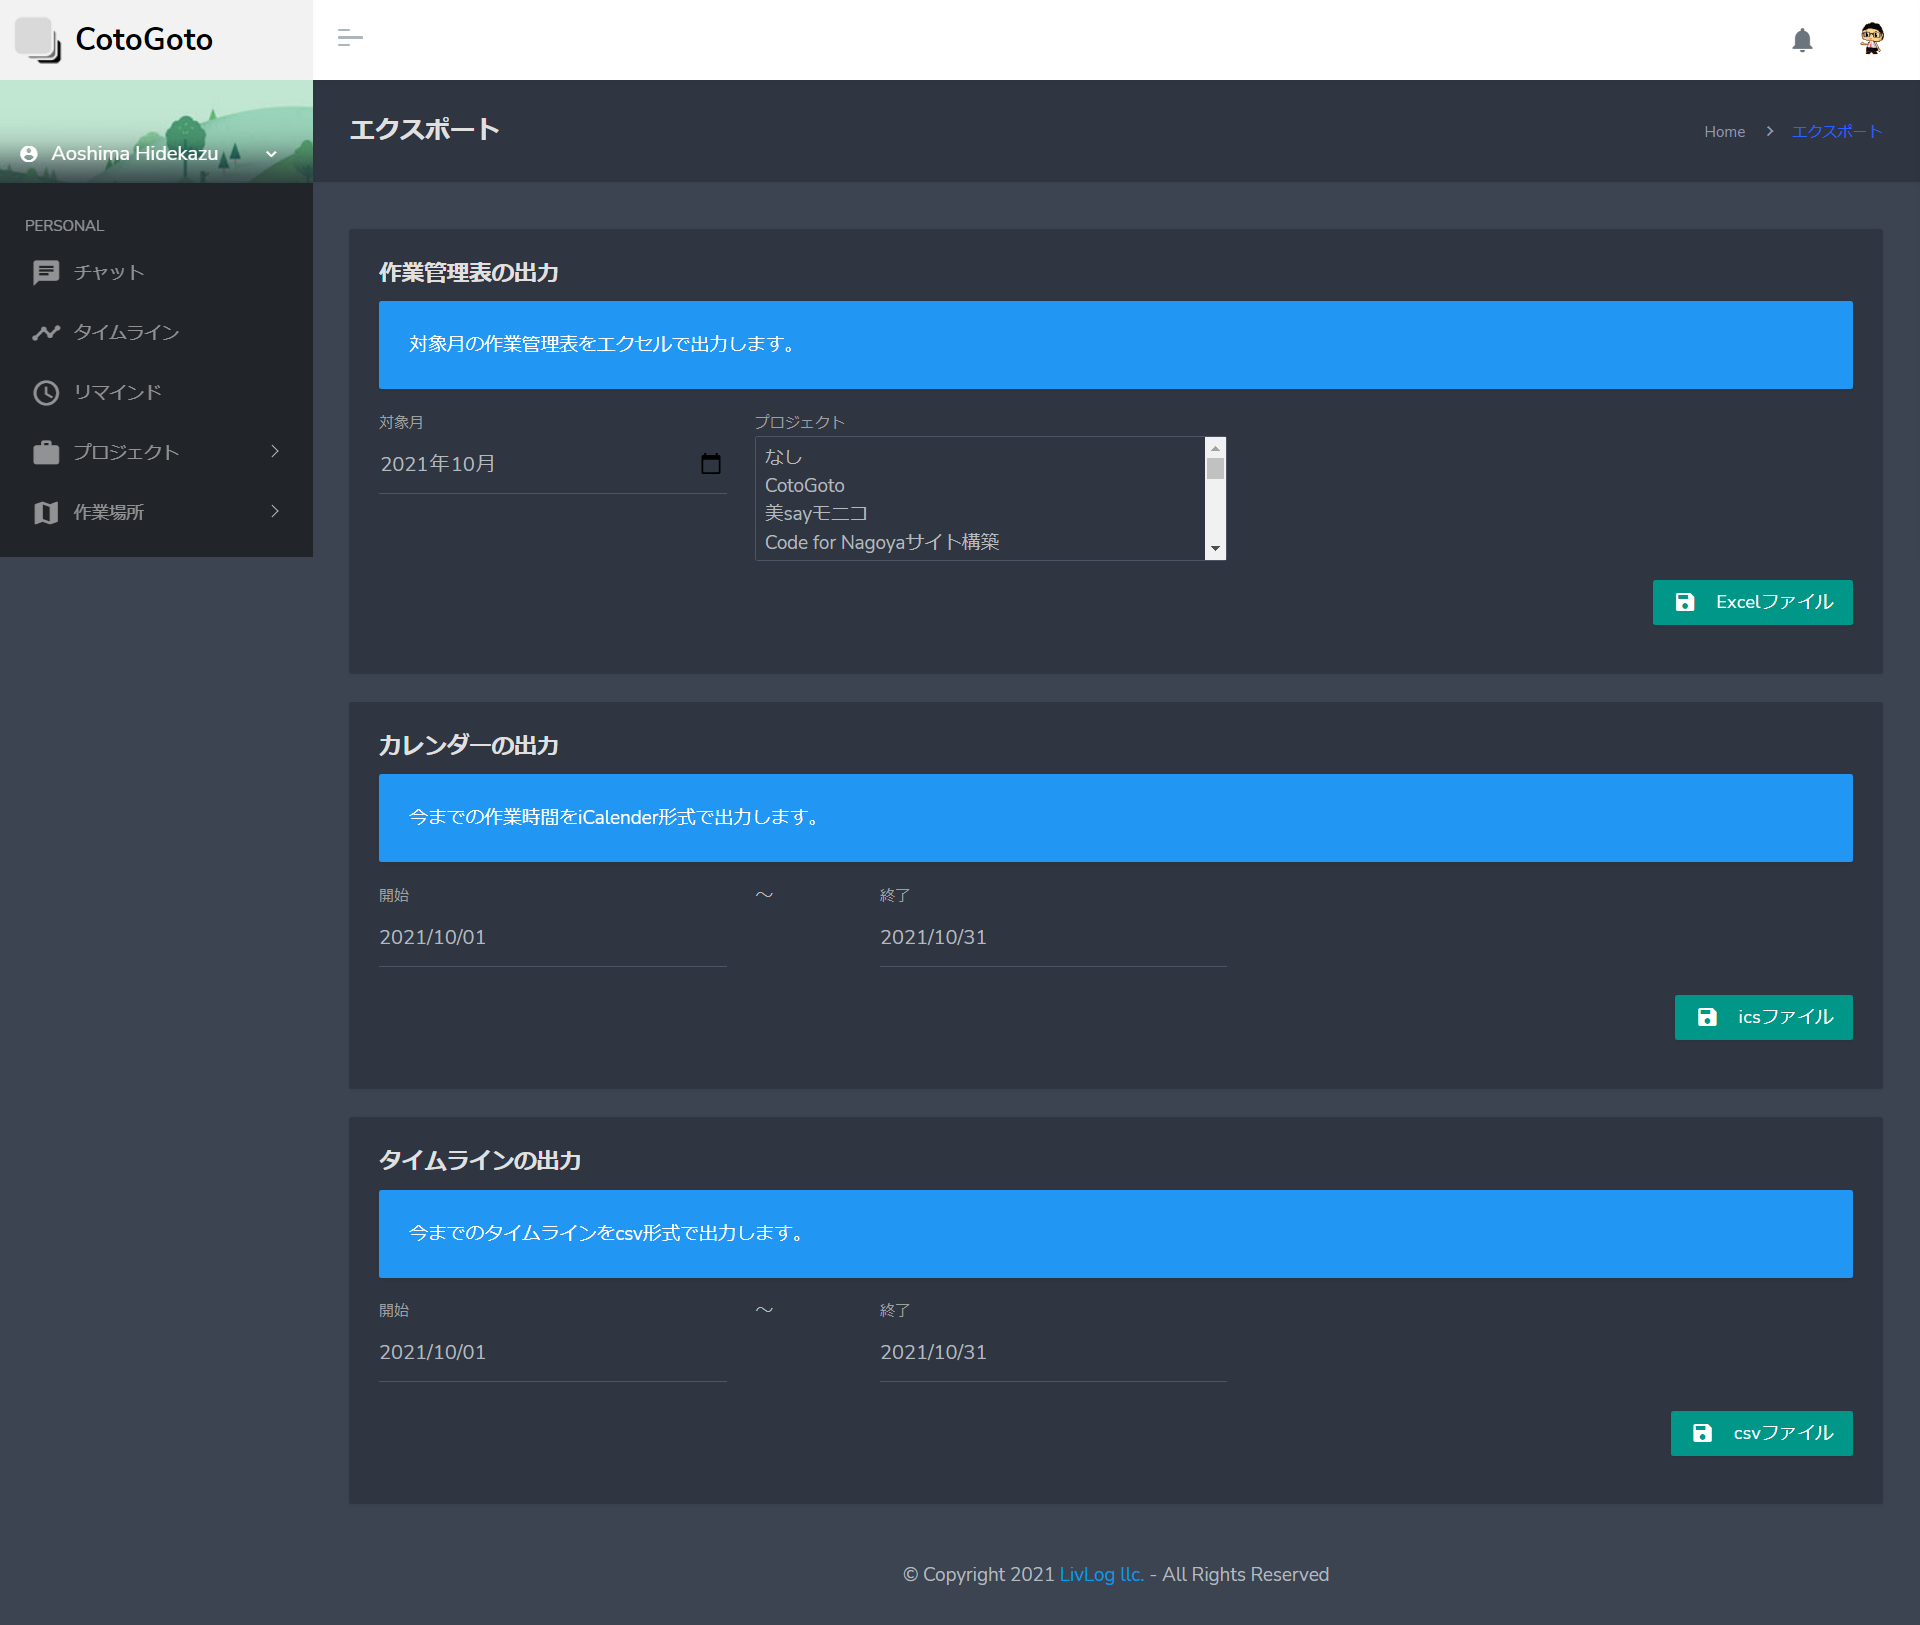 CotoGoto
Aoshima Hidekazu
PERSONAL
チャット
タイムライン
リマインド
プロジェクト
作業場所
エクスポート
Home
エクスポート
作業管理表の出力
対象月の作業管理表をエクセルで出力します。
対象月
2021年10月
プロジェクト
なし
CotoGoto
美sayモニコ
Code for Nagoyaサイト構築
Excelファイル
カレンダーの出力
今までの作業時間をiCalender形式で出力します。
開始 ～ 終了
2021/10/01 2021/10/31
icsファイル
タイムラインの出力
今までのタイムラインをcsv形式で出力します。
開始 ～ 終了
2021/10/01 2021/10/31
csvファイル
© Copyright 2021 LivLog llc. - All Rights Reserved